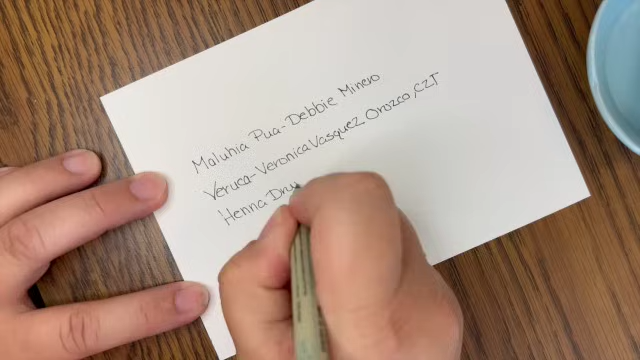 Maluhia Pua-Debbie Minero
Veruca-Veronica Vasquez Orozco, CZT
Henna Dru